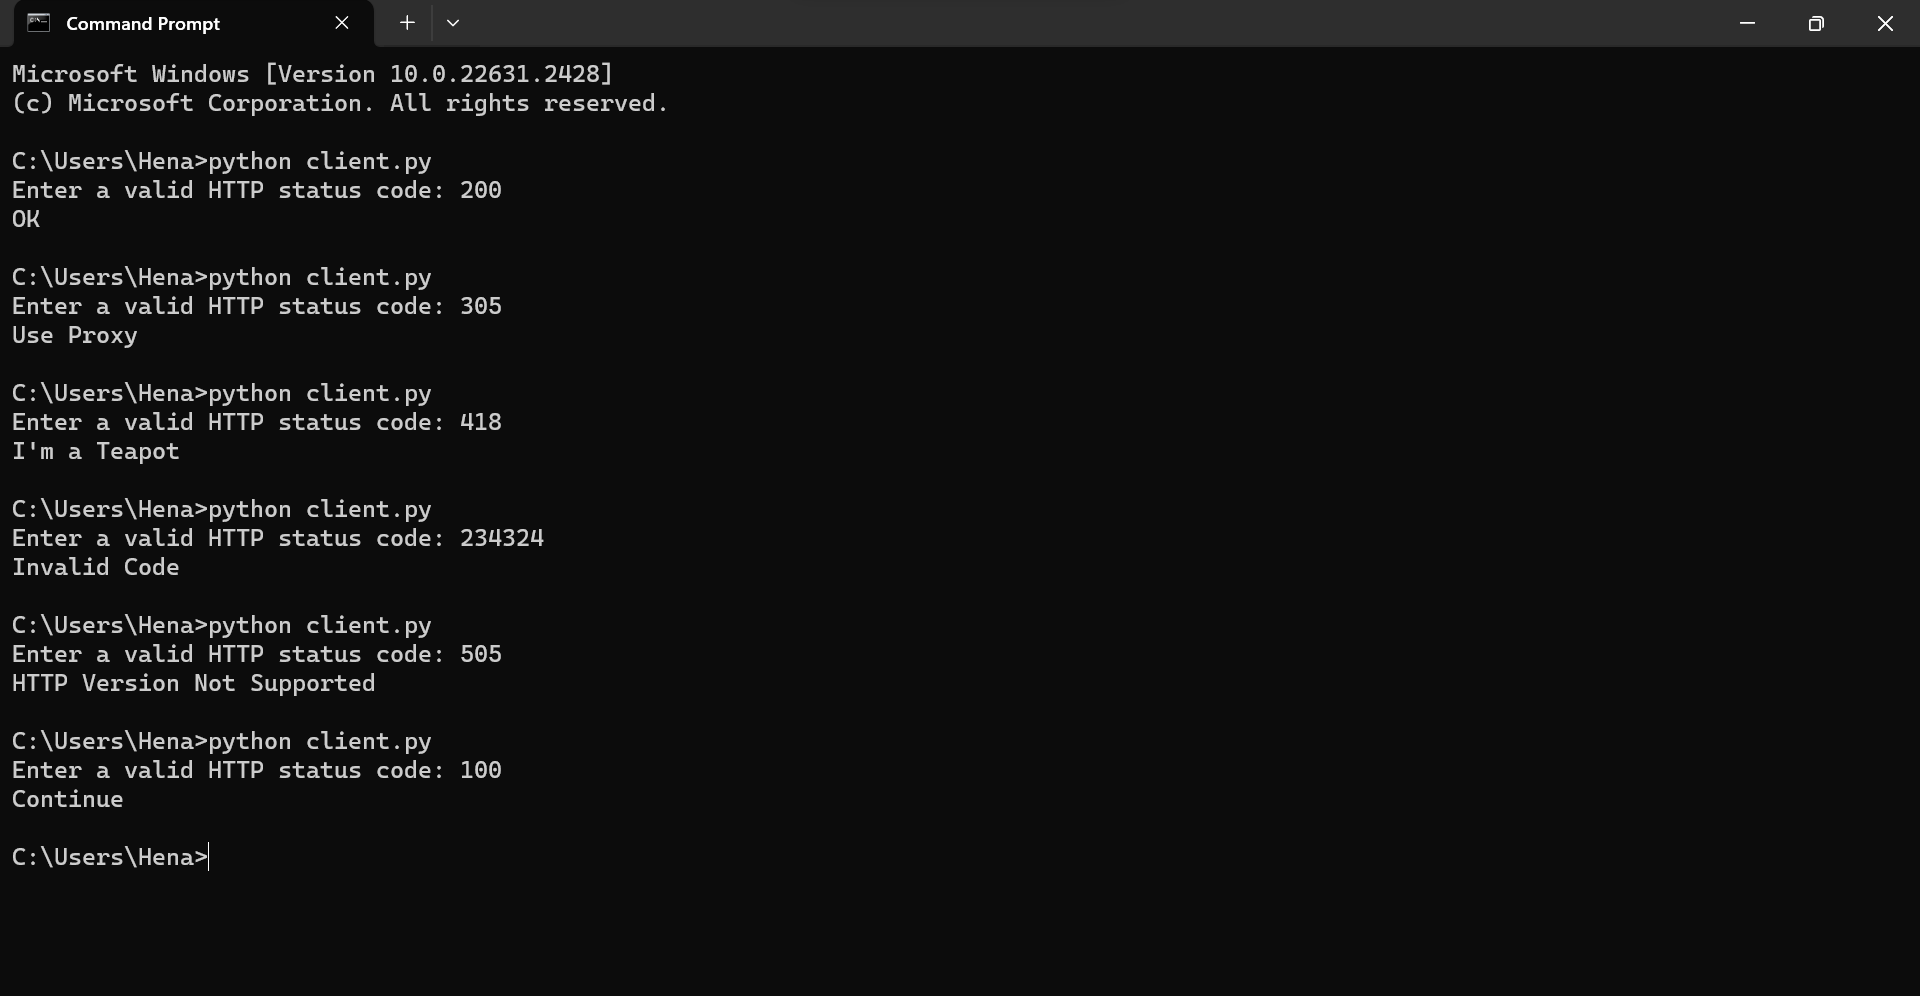 Command Prompt
Microsoft Windows [Version 10.0.22631.2428]
(c) Microsoft Corporation. All rights reserved.
C:\Users\Hena>python client.py
Enter a valid HTTP status code: 200
OK
C:\Users\Hena>python client.py
Enter a valid HTTP status code: 305
Use Proxy
C:\Users\Hena>python client.py
Enter a valid HTTP status code: 418
I'm a Teapot
C:\Users\Hena>python client.py
Enter a valid HTTP status code: 234324
Invalid Code
C:\Users\Hena>python client.py
Enter a valid HTTP status code: 505
HTTP Version Not Supported
C:\Users\Hena>python client.py
Enter a valid HTTP status code: 100
Continue
C:\Users\Hena>